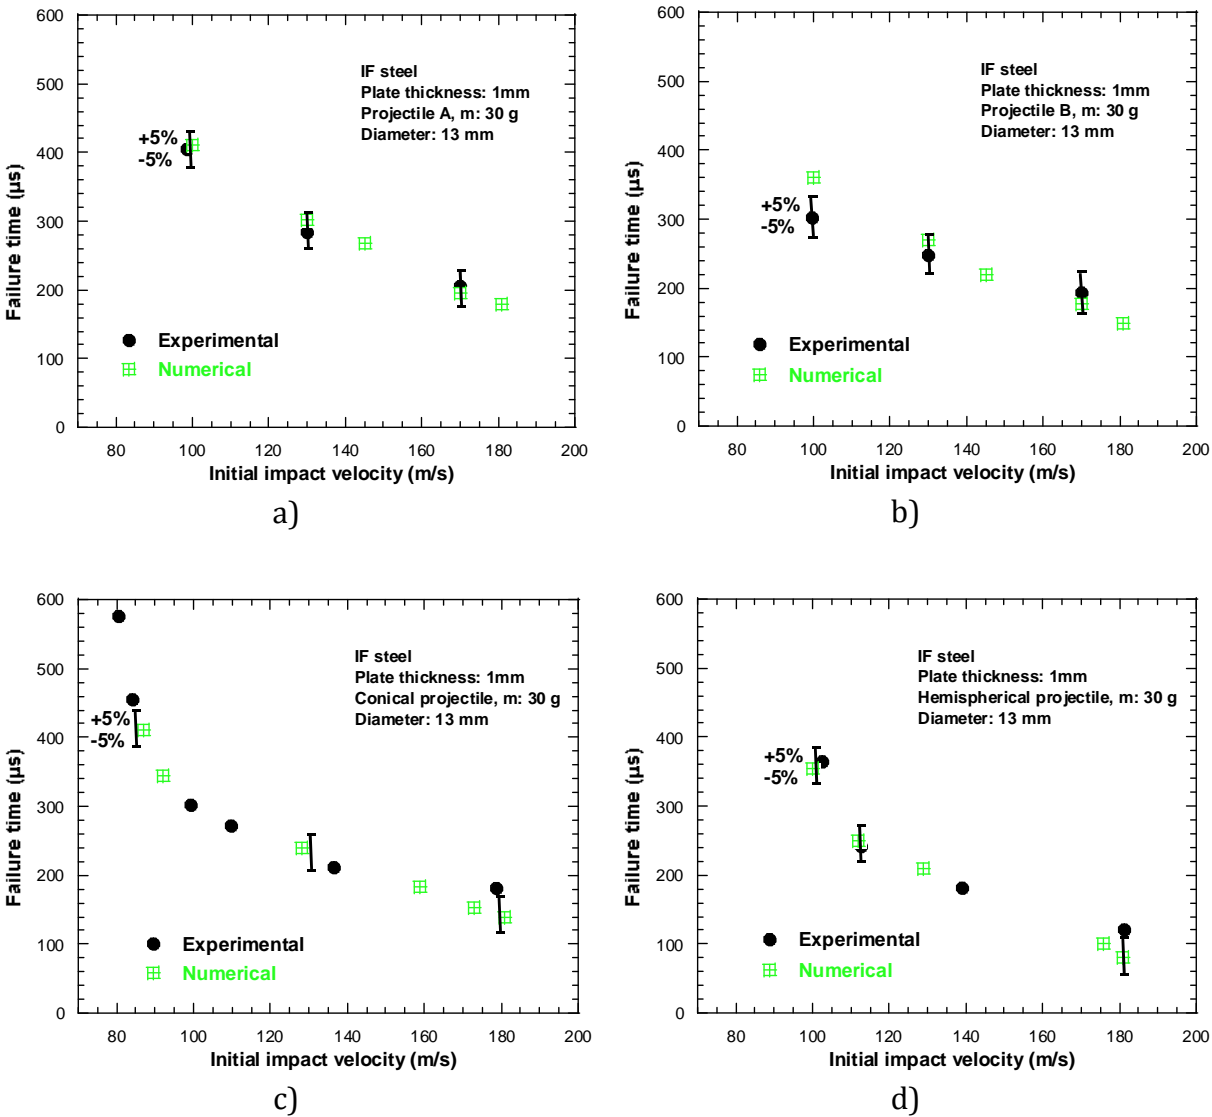 600
500
400
300
200
100
0
Failure time (µs)
IF steel
Plate thickness: 1mm
Projectile A, m: 30 g
Diameter: 13 mm
+5%
-5%
Experimental
Numerical
80 100 120 140 160 180 200
Initial impact velocity (m/s)
a)
600
500
400
300
200
100
0
Failure time (µs)
IF steel
Plate thickness: 1mm
Projectile B, m: 30 g
Diameter: 13 mm
+5%
-5%
Experimental
Numerical
80 100 120 140 160 180 200
Initial impact velocity (m/s)
b)
600
500
400
300
200
100
0
Failure time (µs)
IF steel
Plate thickness: 1mm
Conical projectile, m: 30 g
Diameter: 13 mm
+5%
-5%
Experimental
Numerical
80 100 120 140 160 180 200
Initial impact velocity (m/s)
c)
600
500
400
300
200
100
0
Failure time (µs)
IF steel
Plate thickness: 1mm
Hemispherical projectile, m: 30 g
Diameter: 13 mm
+5%
-5%
Experimental
Numerical
80 100 120 140 160 180 200
Initial impact velocity (m/s)
d)